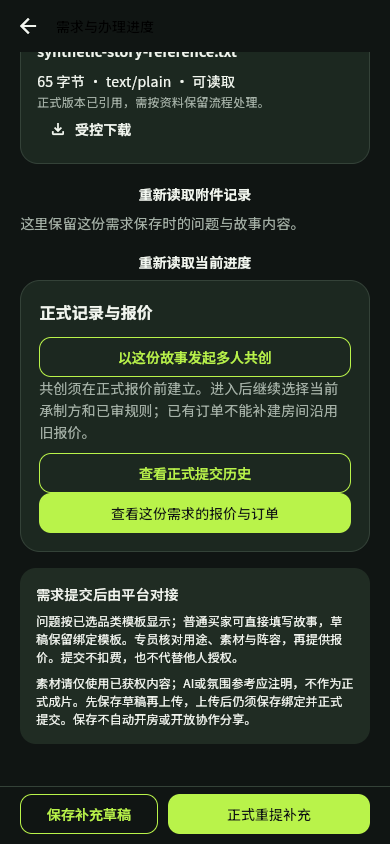 需求与办理进度
synthetic-story-reference.txt
65 字节 · text/plain · 可读取
正式版本已引用，需按资料保留流程处理。
受控下载
重新读取附件记录
这里保留这份需求保存时的问题与故事内容。
重新读取当前进度
正式记录与报价
以这份故事发起多人共创
共创须在正式报价前建立。进入后继续选择当前
承制方和已审规则；已有订单不能补建房间沿用
旧报价。
查看正式提交历史
查看这份需求的报价与订单
需求提交后由平台对接
问题按已选品类模板显示；普通买家可直接填写故事，草
稿保留绑定模板。专员核对用途、素材与阵容，再提供报
价。提交不扣费，也不代替他人授权。
素材请仅使用已获权内容；AI或氛围参考应注明，不作为正
式成片。先保存草稿再上传，上传后仍须保存绑定并正式
提交。保存不自动开房或开放协作分享。
保存补充草稿
正式重提补充